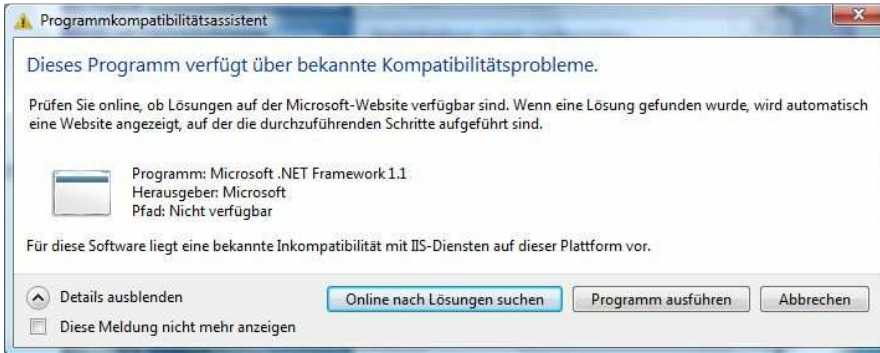 Programmkompatibilitätsassistent
Dieses Programm verfügt über bekannte Kompatibilitätsprobleme.
Prüfen Sie online, ob Lösungen auf der Microsoft-Website verfügbar sind. Wenn eine Lösung gefunden wurde, wird automatisch
eine Website angezeigt, auf der die durchzuführenden Schritte aufgeführt sind.
Programm: Microsoft .NET Framework 1.1
Herausgeber: Microsoft
Pfad: Nicht verfügbar
Für diese Software liegt eine bekannte Inkompatibilität mit IIS-Diensten auf dieser Plattform vor.
Details ausblenden
Online nach Lösungen suchen
Programm ausführen
Abbrechen
Diese Meldung nicht mehr anzeigen